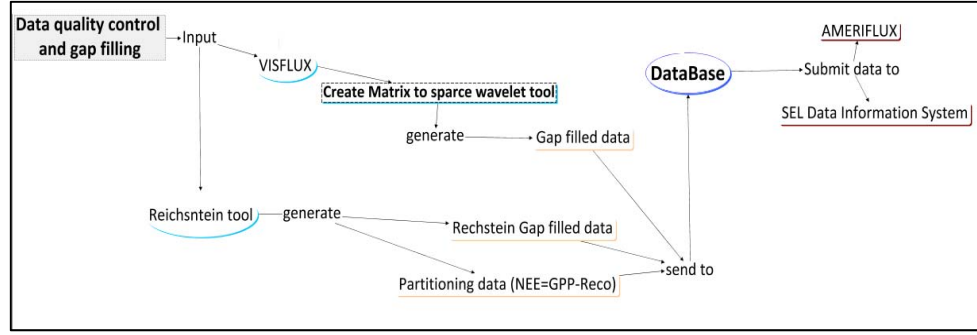 Data quality control
and gap filling
Input
VISFLUX
Create Matrix to sparce wavelet tool
generate
Gap filled data
DataBase
AMERIFLUX
Submit data to
SEL Data Information System
Reichsntein tool
generate
Rechstein Gap filled data
Partitioning data (NEE=GPP-Reco)
send to